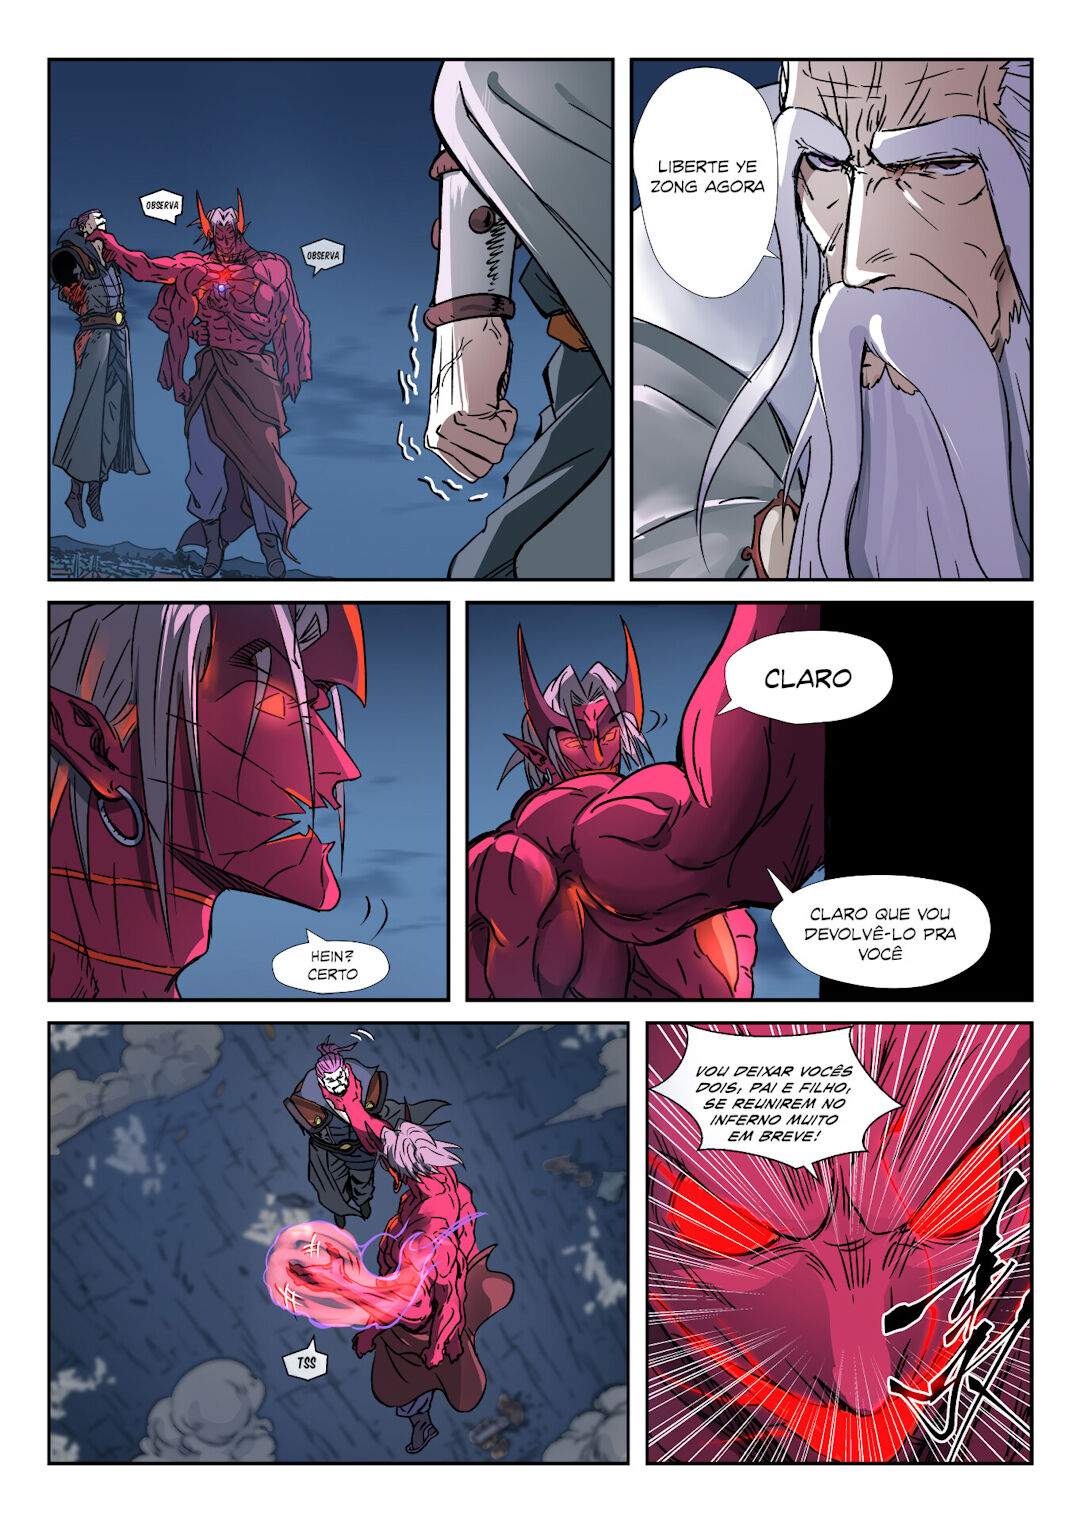 OBSERVA
OBSERVA
LIBERTE YE
ZONG AGORA
HEIN?
CERTO
CLARO
CLARO QUE VOU
DEVOLVÊ-LO PRA
VOCÊ
TSS
VOU DEIXAR VOCÊS
DOIS, PAI E FILHO,
SE REUNIREM NO
INFERNO MUITO
EM BREVE!